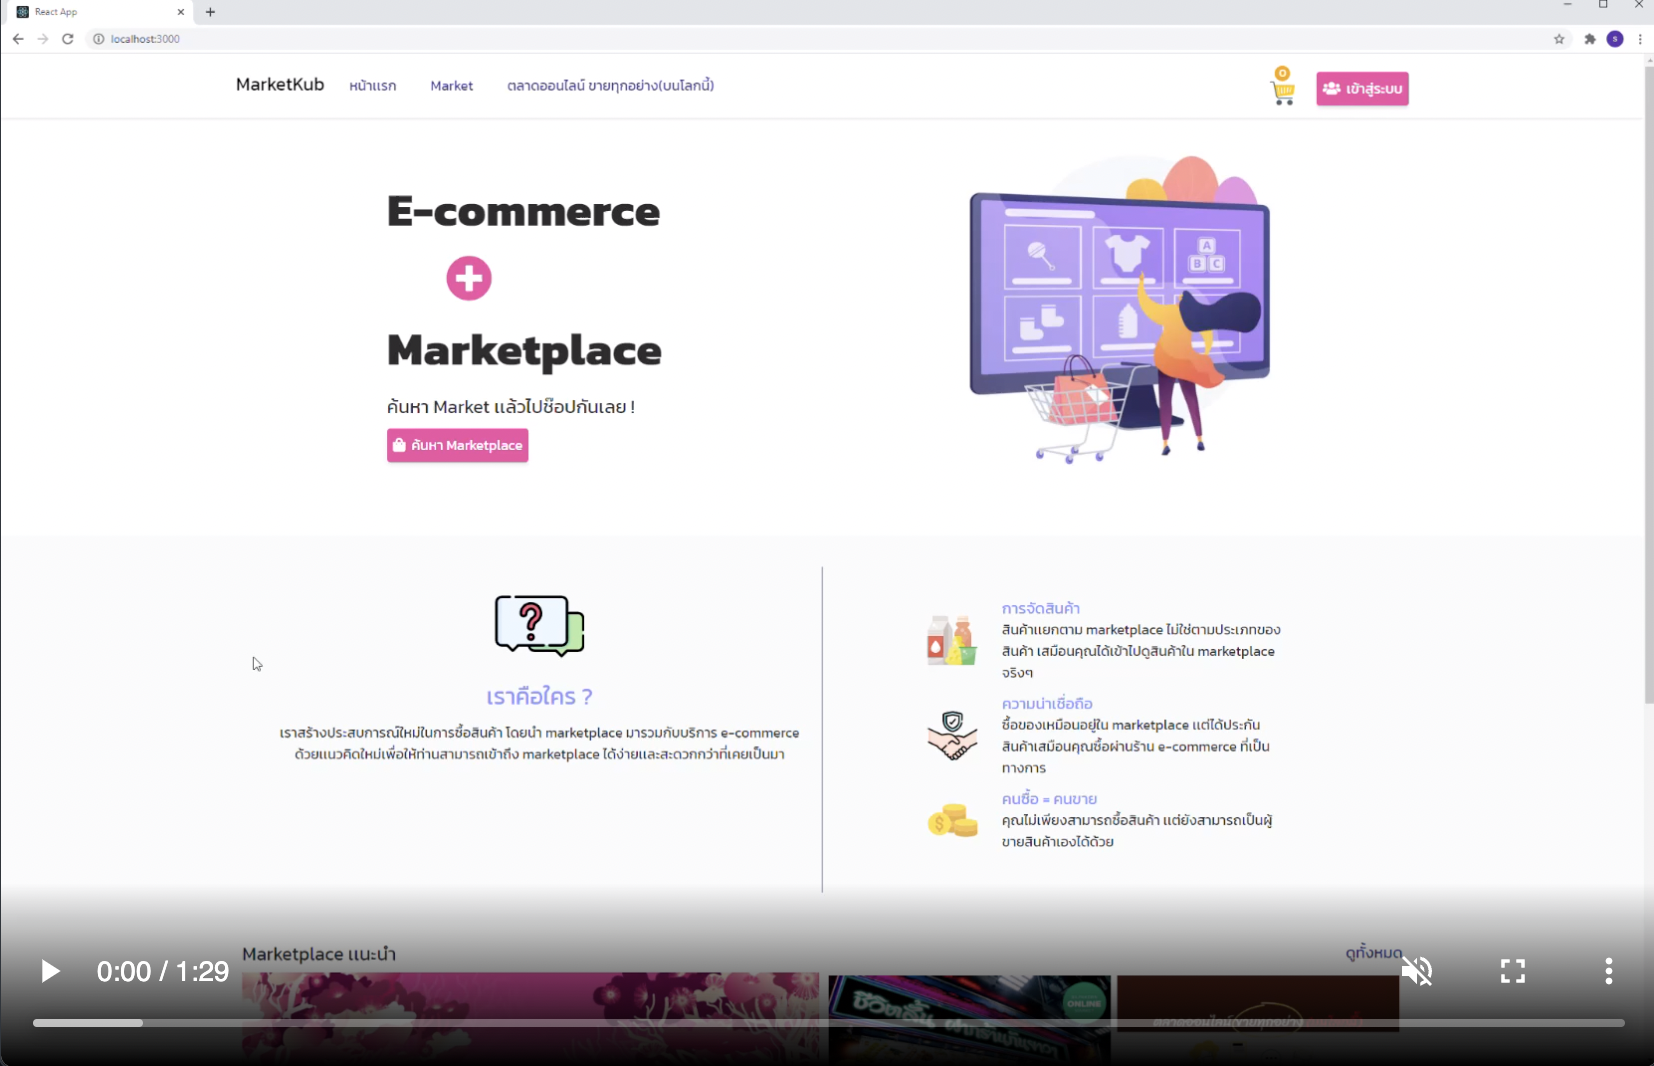 React App
localhost:3000
S
MarketKub
หน้าแรก
Market
ตลาดออนไลน์ ขายทุกอย่าง(บนโลกนี้)
0
เข้าสู่ระบบ
E-commerce
Marketplace
ค้นหา Market แล้วไปช๊อปกันเลย !
ค้นหา Marketplace
A
B C
?
เราคือใคร ?
เราสร้างประสบการณ์ใหม่ในการซื้อสินค้า โดยนำ marketplace มารวมกับบริการ e-commerce
ด้วยแนวคิดใหม่เพื่อให้ท่านสามารถเข้าถึง marketplace ได้ง่ายและสะดวกกว่าที่เคยเป็นมา
การจัดสินค้า
สินค้าแยกตาม marketplace ไม่ใช่ตามประเภทของ
สินค้า เสมือนคุณได้เข้าไปดูสินค้าใน marketplace
จริงๆ
ความน่าเชื่อถือ
ซื้อของเหมือนอยู่ใน marketplace แต่ได้ประกัน
สินค้าเสมือนคุณซื้อผ่านร้าน e-commerce ที่เป็น
ทางการ
คนซื้อ = คนขาย
คุณไม่เพียงสามารถซื้อสินค้า แต่ยังสามารถเป็นผู้
ขายสินค้าเองได้ด้วย
Marketplace แนะนำ
ดูทั้งหมด
0:00 / 1:29
ONLINE
ตลาดออนไลน์ขายทุกอย่าง